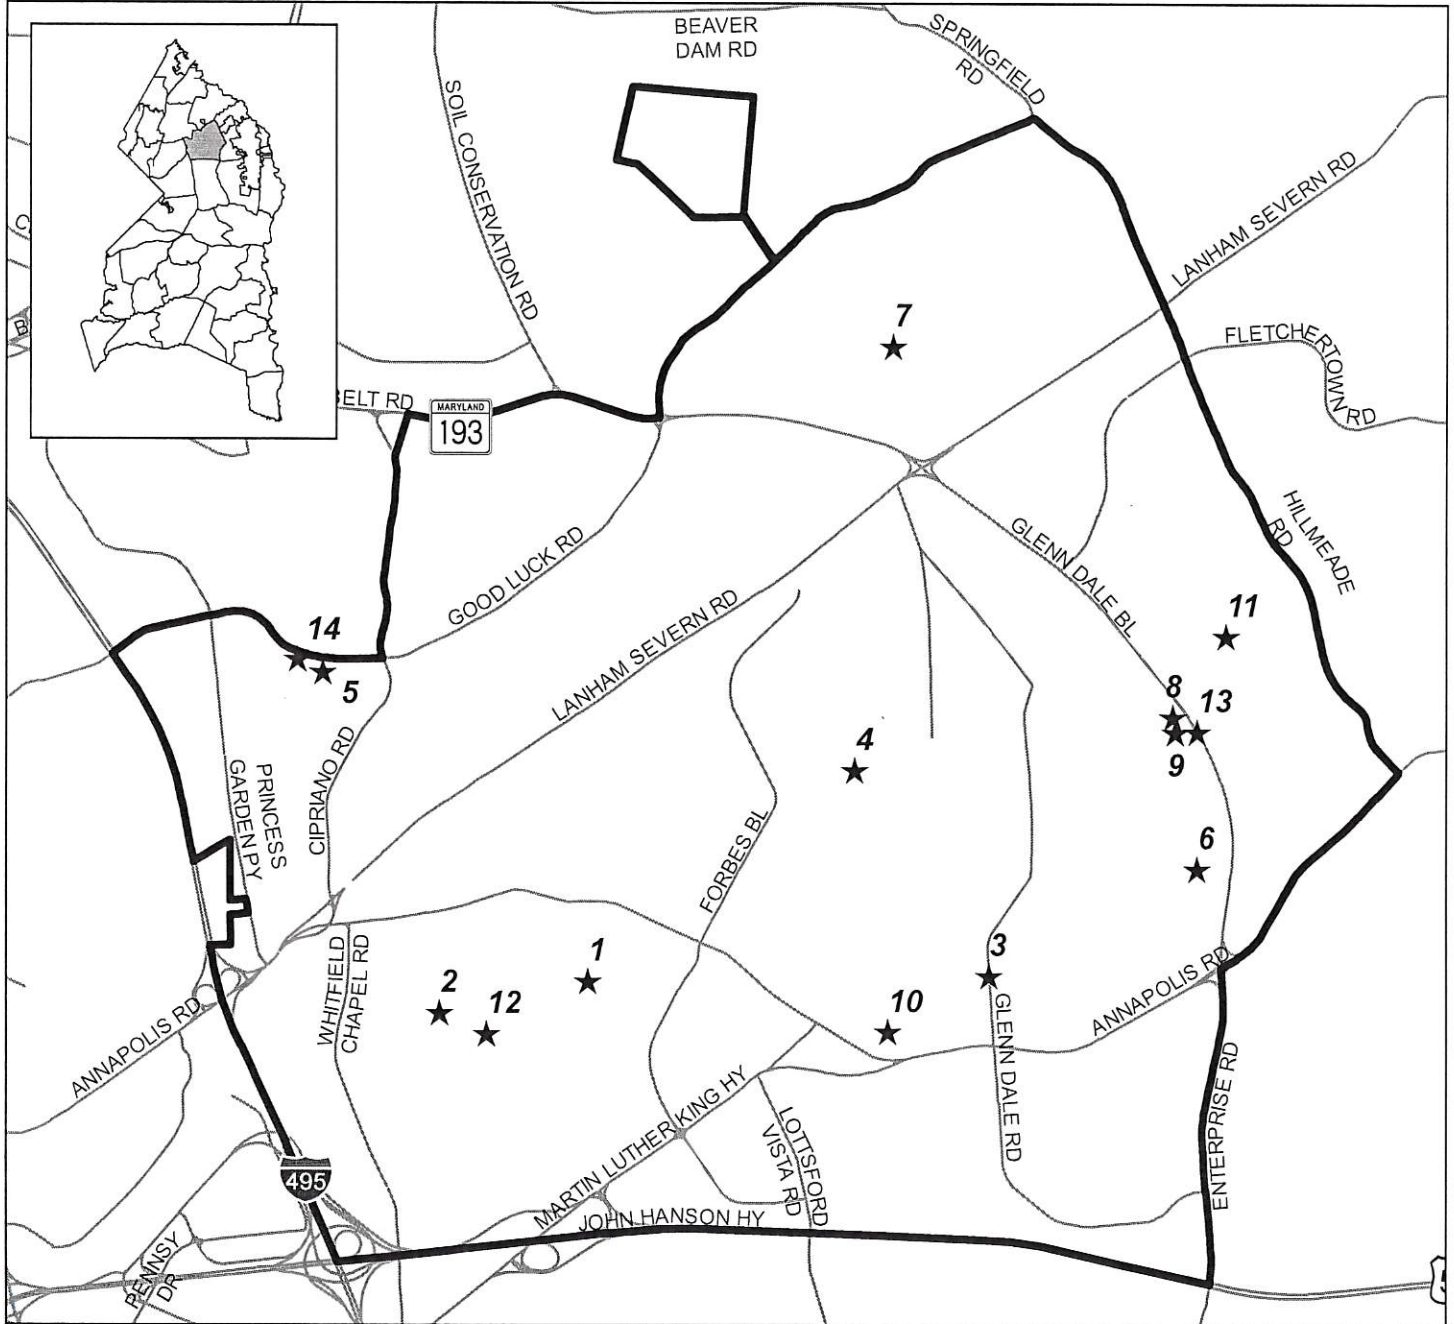 BEAVER
DAM RD
SPRINGFIELD
RD
SOIL CONSERVATION RD
LANHAM SEVERN RD
7
FLETCHERTOWN RD
BELT RD
MARYLAND
193
HILLMEADE
RD
GOOD LUCK RD
GLENN DALE BL
LANHAM SEVERN RD
11
14
5
8
13
9
4
PRINCESS
GARDEN PY
CIPRIANO RD
FORBES BL
6
1
3
2
12
10
WHITFIELD
CHAPEL RD
ANNAPOLIS RD
ANNAPOLIS RD
GLENN DALE RD
ENTERPRISE RD
MARTIN LUTHER KING HY
LOTTSFORD
VISTA RD
495
JOHN HANSON HY
PENNSY
DR